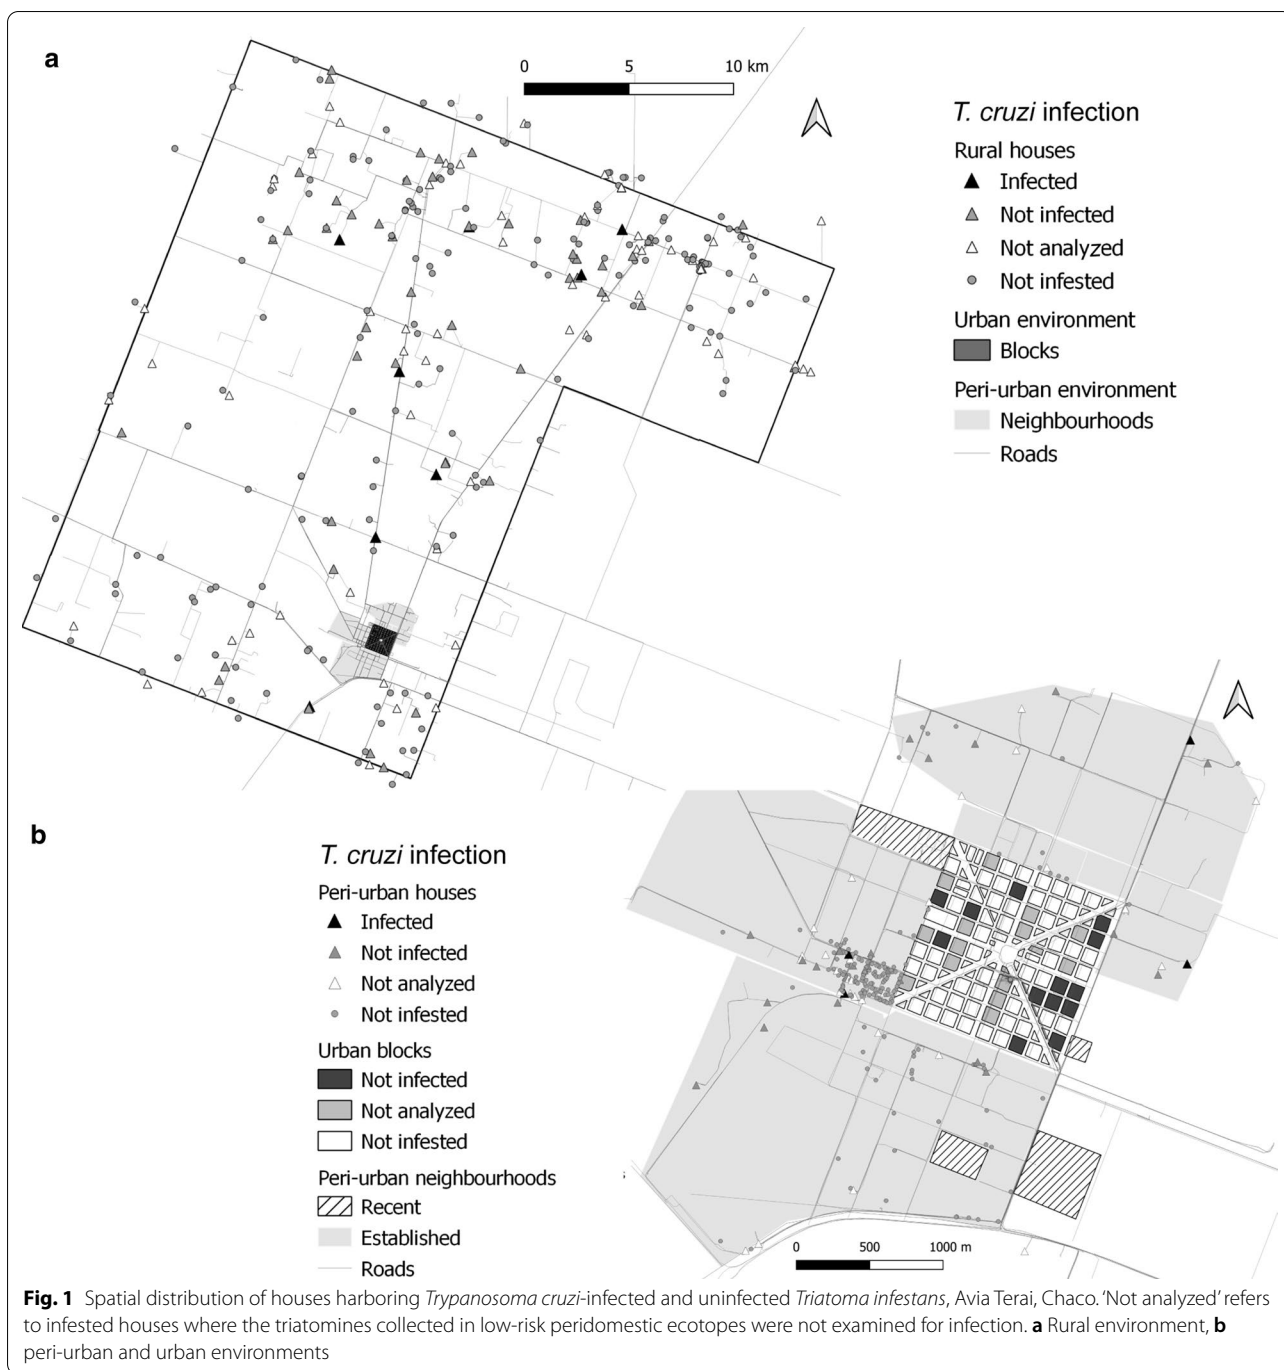 a
0 5 10 km
T. cruzi infection
Rural houses
Infected
Not infected
Not analyzed
Not infested
Urban environment
Blocks
Peri-urban environment
Neighbourhoods
Roads
b
T. cruzi infection
Peri-urban houses
Infected
Not infected
Not analyzed
Not infested
Urban blocks
Not infected
Not analyzed
Not infested
Peri-urban neighbourhoods
Recent
Established
Roads
0 500 1000 m
Fig. 1 Spatial distribution of houses harboring Trypanosoma cruzi-infected and uninfected Triatoma infestans, Avia Terai, Chaco. ‘Not analyzed’ refers
to infested houses where the triatomines collected in low-risk peridomestic ecotopes were not examined for infection. a Rural environment, b
peri-urban and urban environments